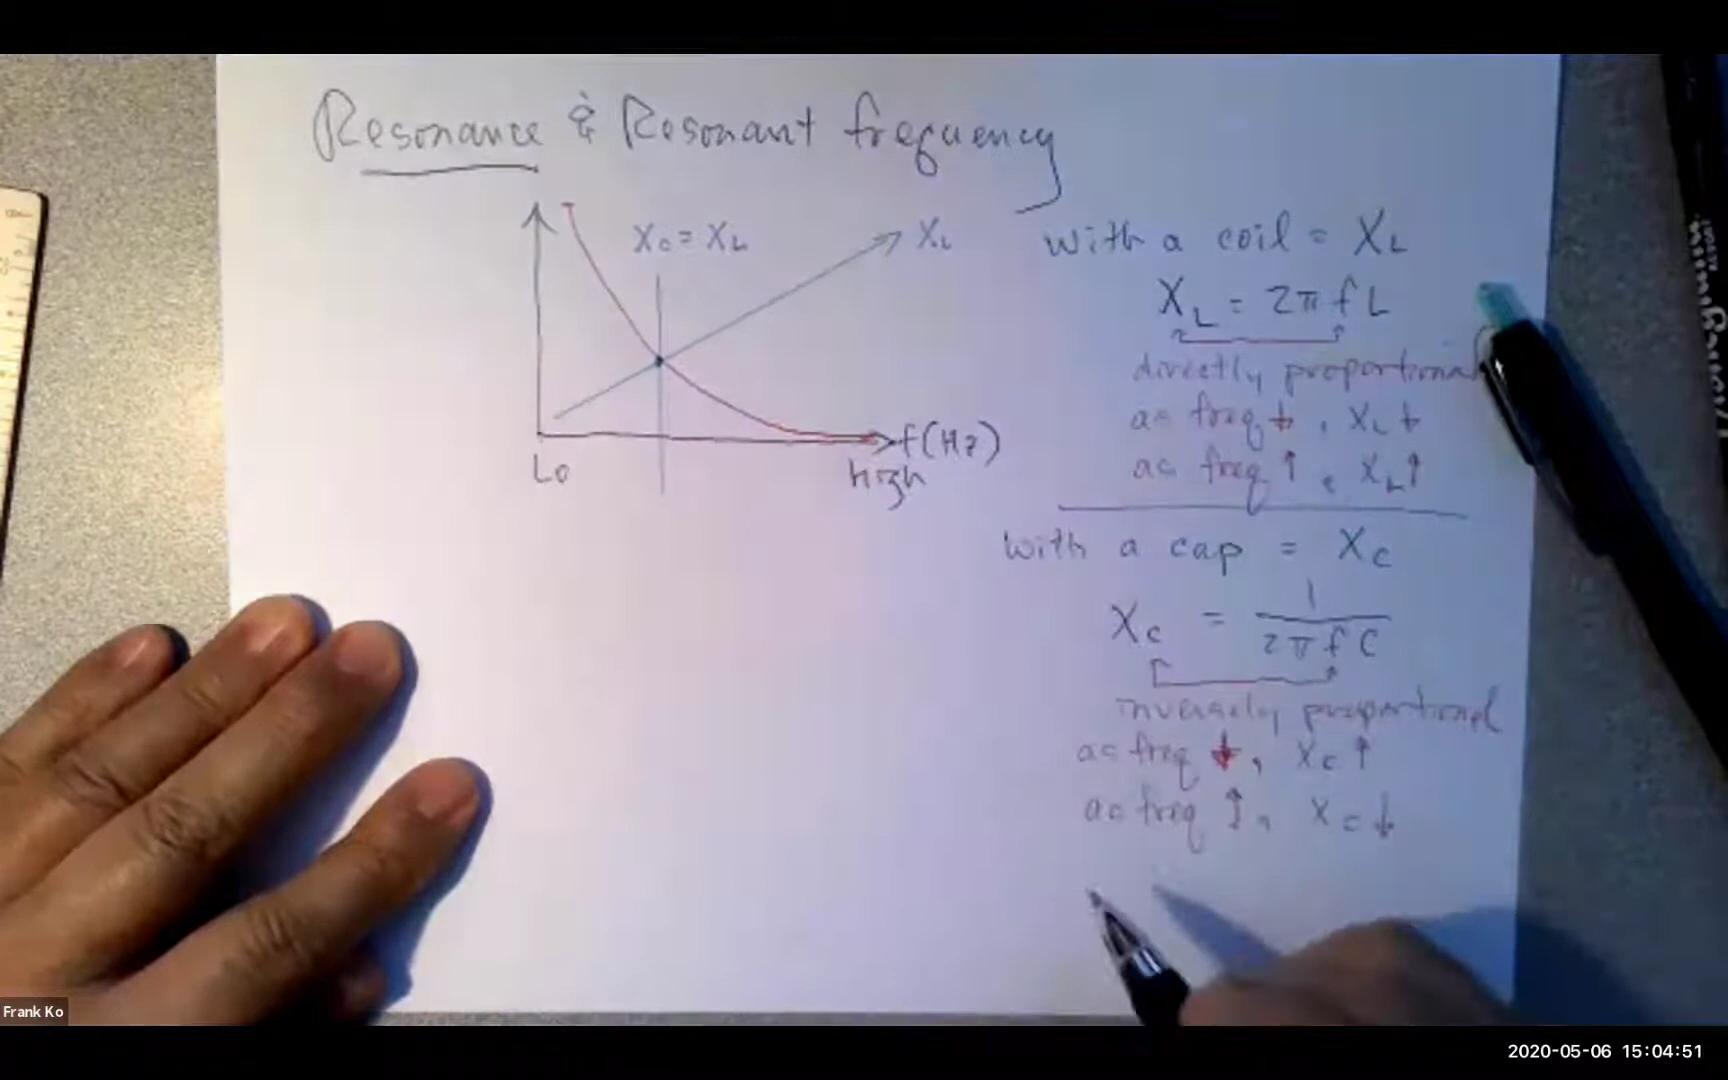 Resonance & Resonant frequency
Xc = XL
XL
f(Hz)
Lo
high
With a coil = XL
XL = 2π f L
directly proportional
as freq ↓, XL ↓
as freq ↑, XL ↑
With a cap = Xc
Xc = 1 / 2π f C
inversely proportional
as freq ↓, Xc ↑
as freq ↑, Xc ↓
Frank Ko
2020-05-06 15:04:51